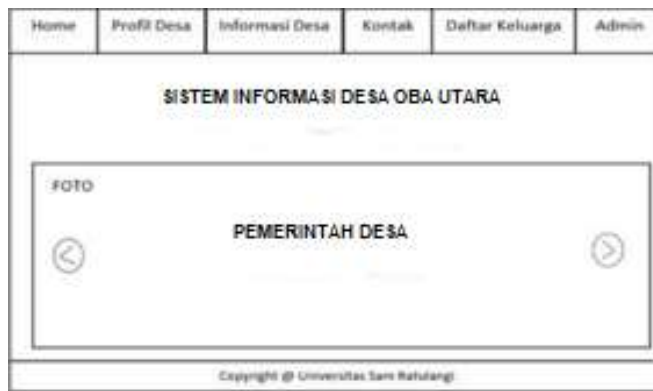 Home Profil Desa Informasi Desa Kontak Daftar Keluarga Admin
SISTEM INFORMASI DESA OBA UTARA
FOTO
PEMERINTAH DESA
Copyright @ Universitas Sam Ratulangi